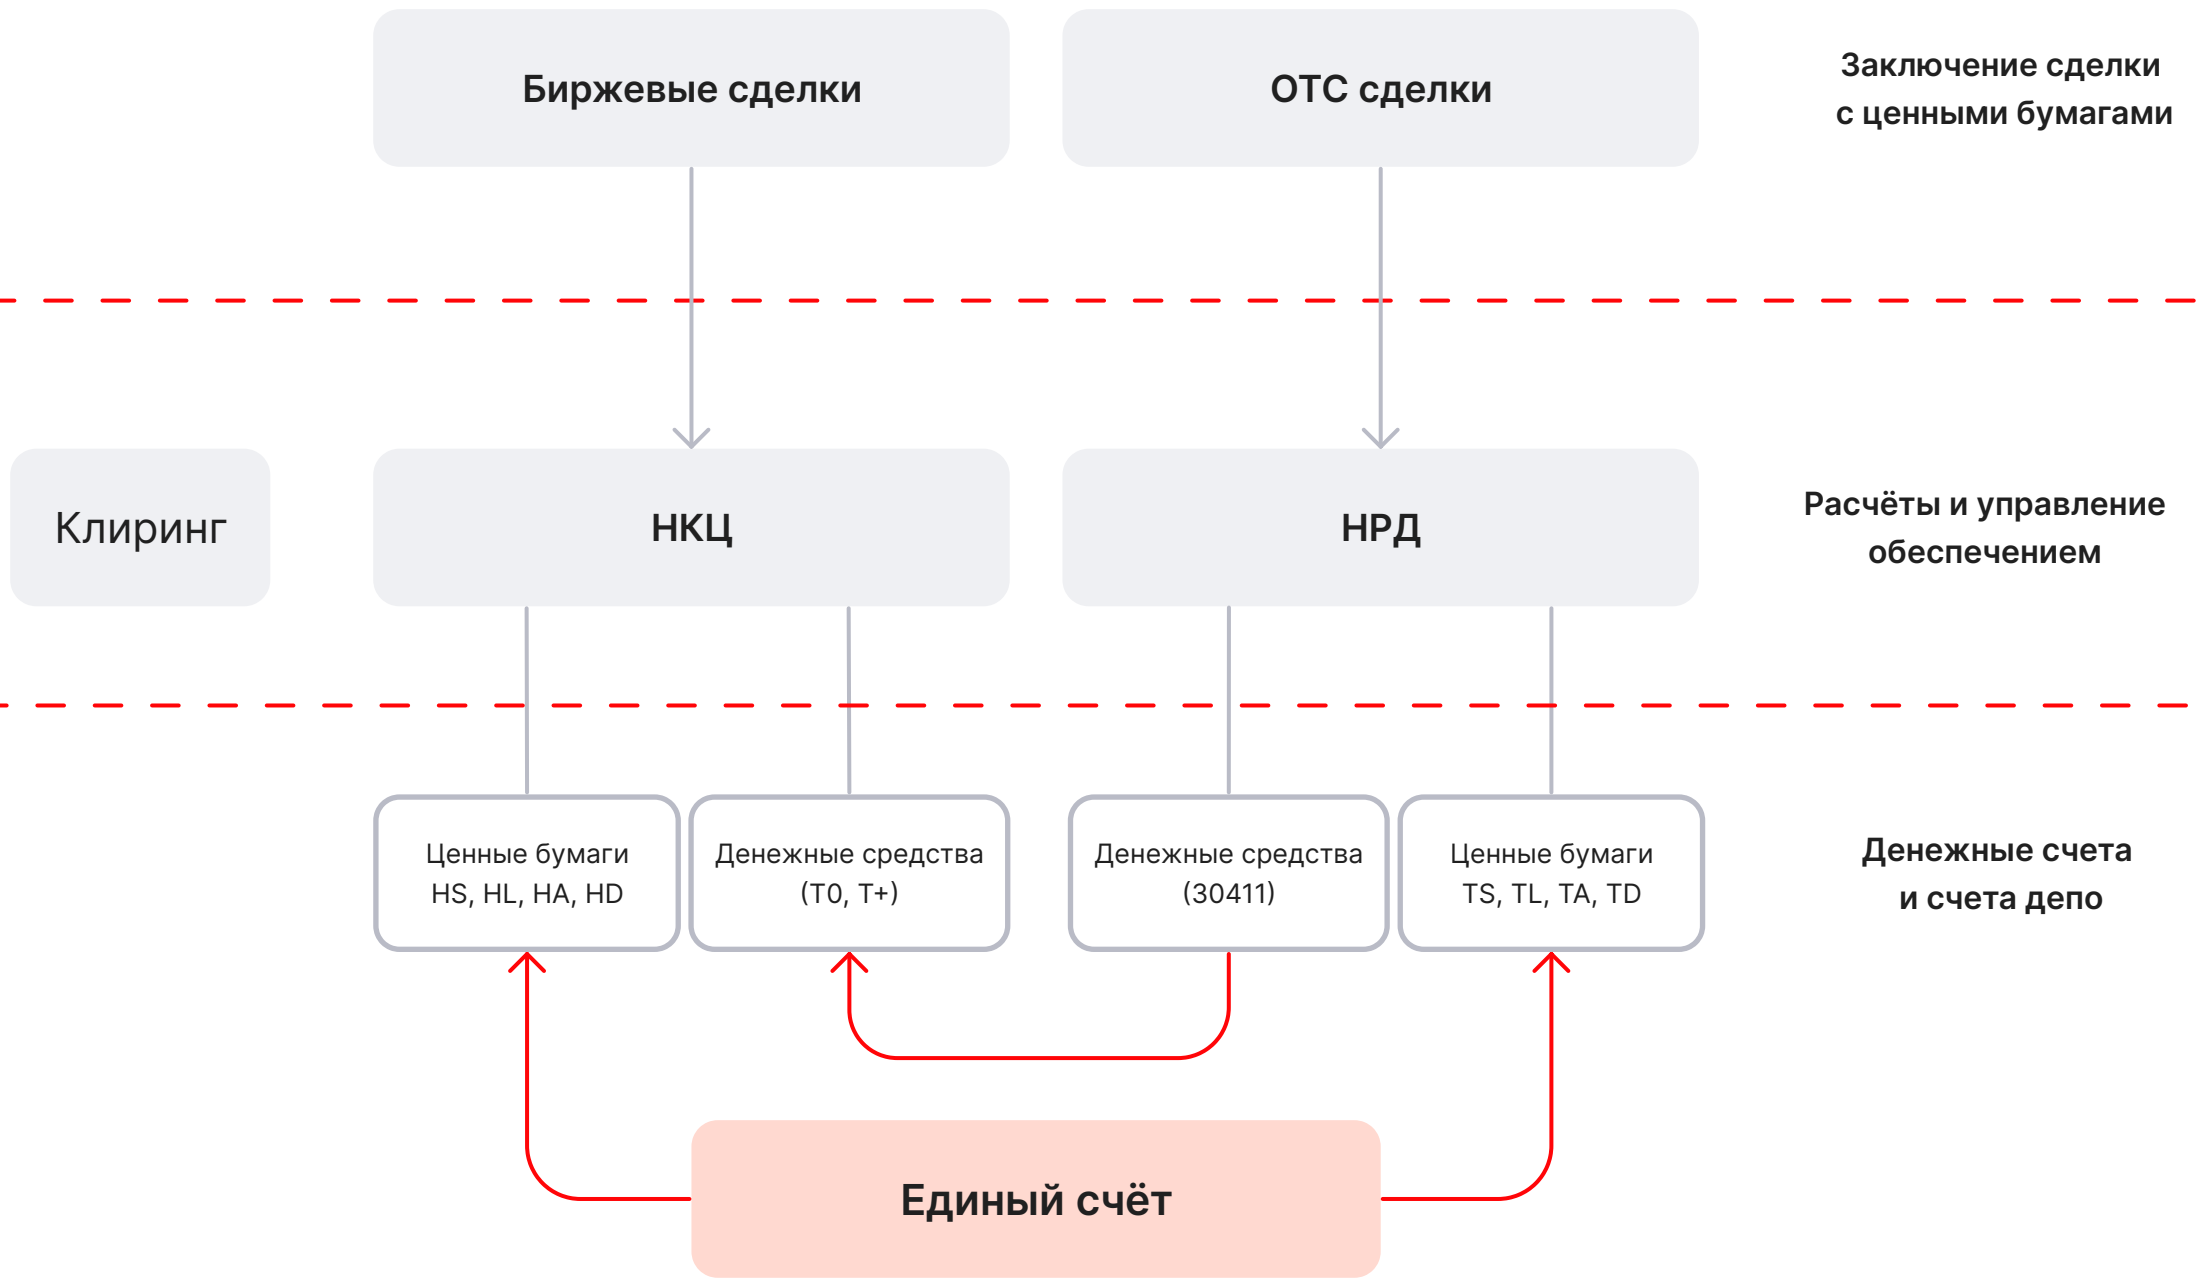 Биржевые сделки
ОТС сделки
Заключение сделки
с ценными бумагами
Клиринг
НКЦ
НРД
Расчёты и управление
обеспечением
Ценные бумаги
HS, HL, HA, HD
Денежные средства
(T0, T+)
Денежные средства
(30411)
Ценные бумаги
TS, TL, TA, TD
Денежные счета
и счета депо
Единый счёт